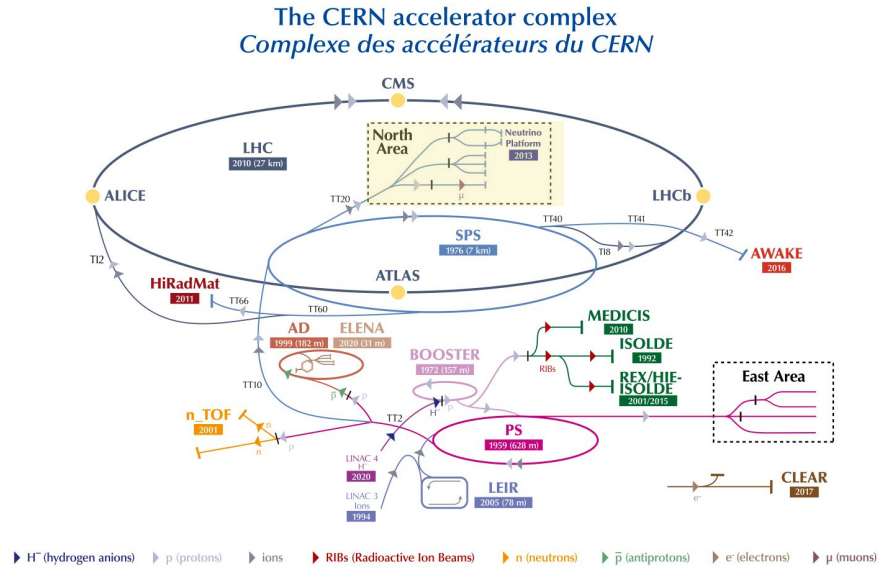 The CERN accelerator complex
Complexe des accélérateurs du CERN
CMS
North
Area
Neutrino
Platform
2013
LHC
2010 (27 km)
μ
ALICE
LHCb
TT20
TT40
TT41
TT42
SPS
1976 (7 km)
TI8
AWAKE
2016
TI2
HiRadMat
2011
ATLAS
TT66
TT60
AD
1999 (182 m)
ELENA
2020 (31 m)
MEDICIS
2010
BOOSTER
1972 (157 m)
ISOLDE
1992
RIBs
REX/HIE-
ISOLDE
2001/2015
East Area
TT10
p̅
p
H⁻
p
TT2
n_TOF
2001
n
n
p
PS
1959 (628 m)
LINAC 4
H⁻
2020
LINAC 3
Ions
1994
LEIR
2005 (78 m)
CLEAR
2017
e-
H⁻ (hydrogen anions)
p (protons)
ions
RIBs (Radioactive Ion Beams)
n (neutrons)
p̅ (antiprotons)
e- (electrons)
μ (muons)